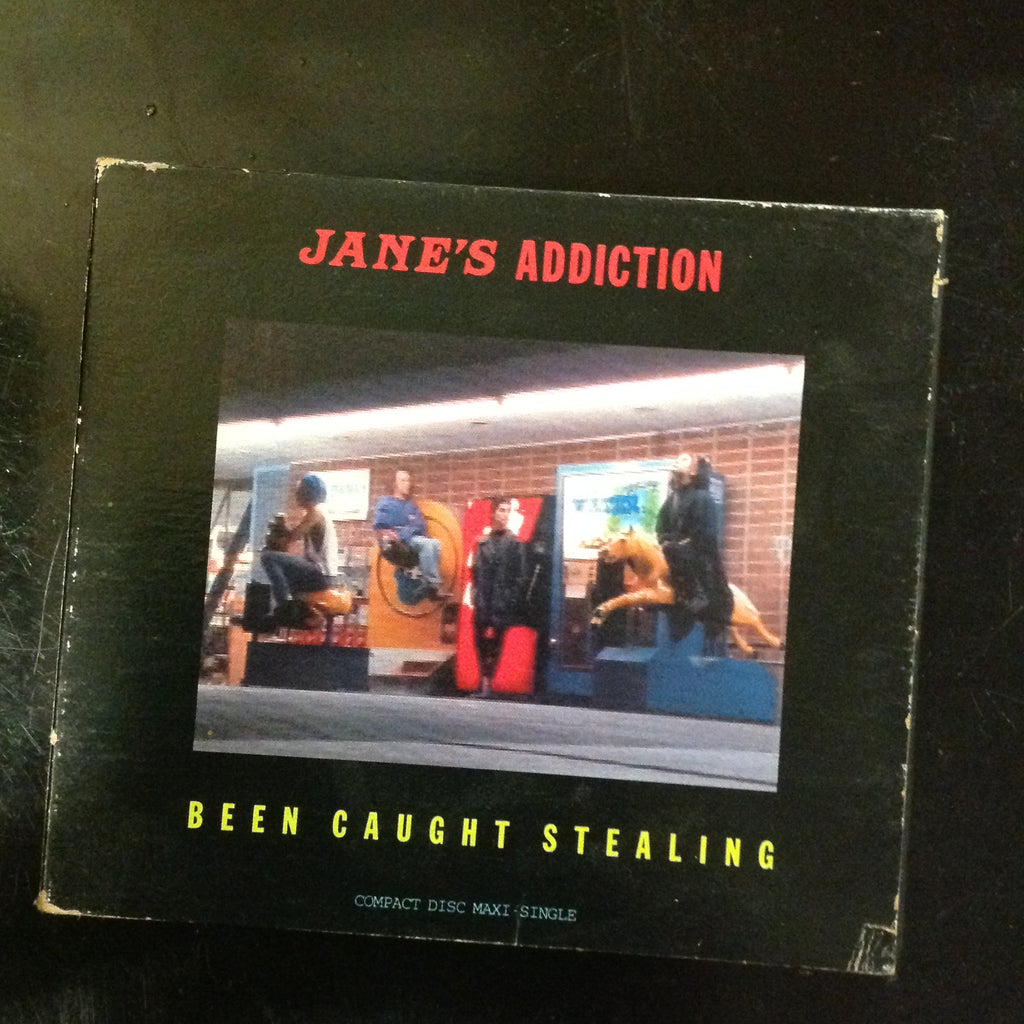 JANE'S ADDICTION
BEEN CAUGHT STEALING
COMPACT DISC MAXI-SINGLE